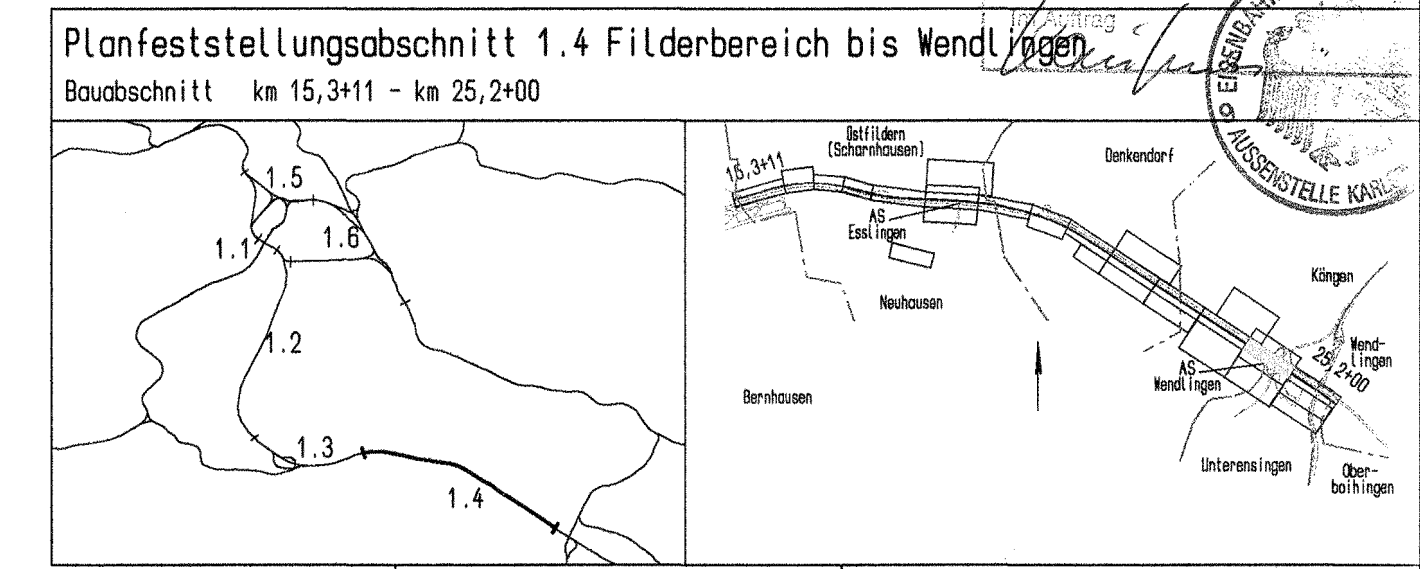 Im Auftrag
Planfeststellungsabschnitt 1.4 Filderbereich bis Wendlingen
Bauabschnitt km 15,3+11 - km 25,2+00
AUSSENSTELLE
1.5
1.1
1.6
1.2
1.3
1.4
Ostfildern
(Scharnhausen)
Denkendorf
15,3+11
AS
Esslingen
Neuhausen
Köngen
Wend-
lingen
25,2+00
AS
Wendlingen
Bernhausen
Unterensingen
Ober-
boihingen